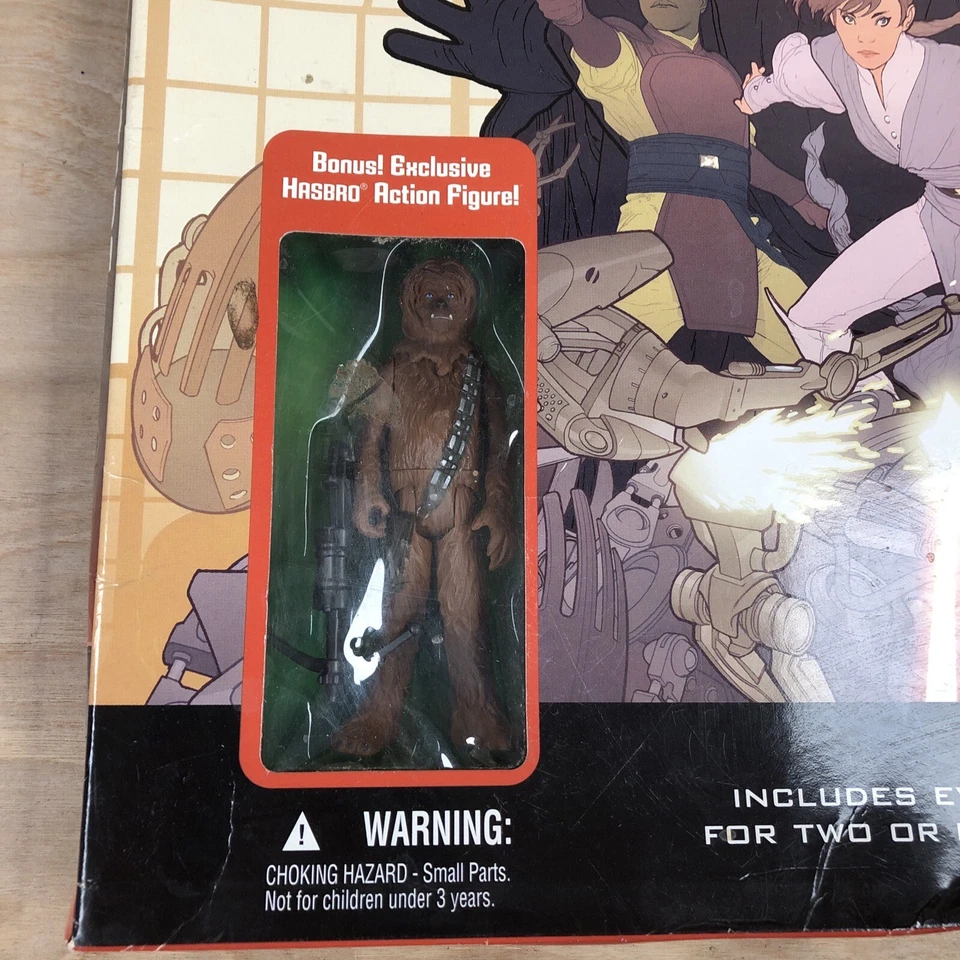 Bonus! Exclusive
HASBRO® Action Figure!
WARNING:
CHOKING HAZARD - Small Parts.
Not for children under 3 years.
INCLUDES
FOR TWO OR